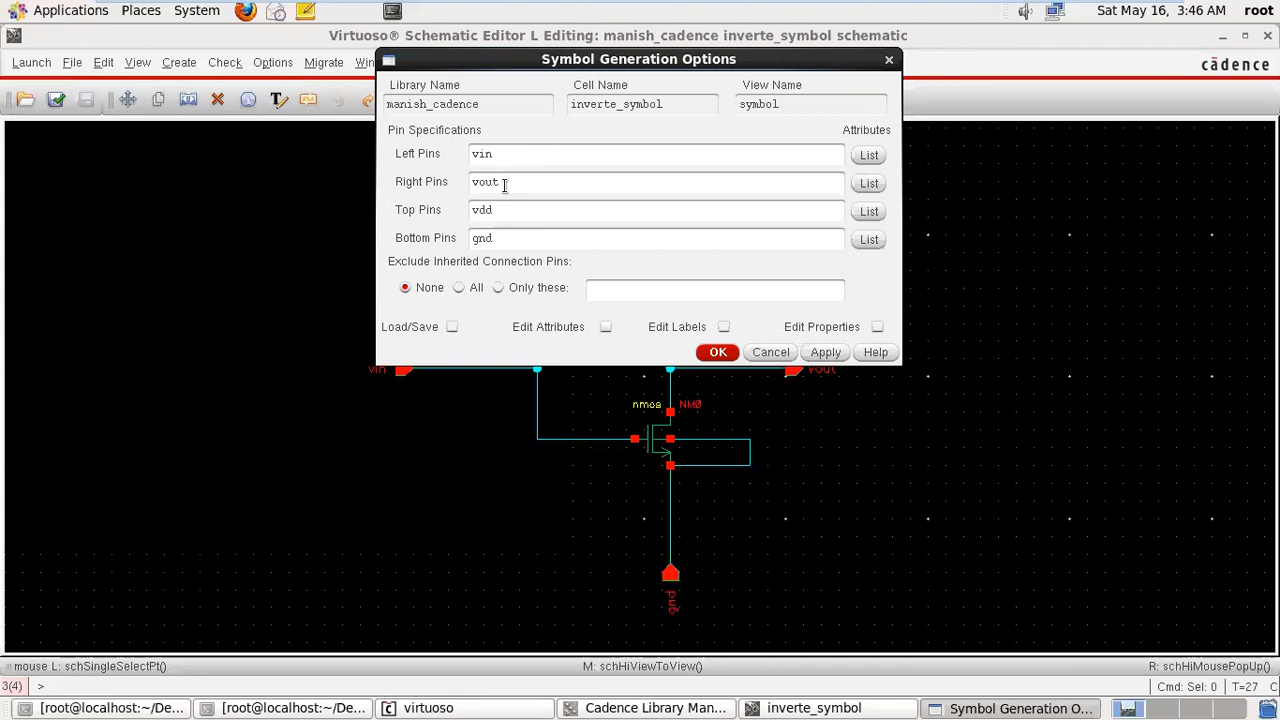 Applications Places System Sat May 16, 3:46 AM root
Virtuoso® Schematic Editor L Editing: manish_cadence inverte_symbol schematic
Launch File Edit View Create Check Options Migrate Win cādence
Symbol Generation Options
Library Name Cell Name View Name
manish_cadence inverte_symbol symbol
Pin Specifications Attributes
Left Pins vin List
Right Pins vout List
Top Pins vdd List
Bottom Pins gnd List
Exclude Inherited Connection Pins:
None All Only these:
Load/Save Edit Attributes Edit Labels Edit Properties
OK Cancel Apply Help
vin vout
nmos NM0
gnd
mouse L: schSingleSelectPt() M: schHiViewToView() R: schHiMousePopUp()
3(4) > Cmd: Sel: 0 T=27 C
[root@localhost:~/De... [root@localhost:~/De... virtuoso Cadence Library Man... inverte_symbol Symbol Generation O...